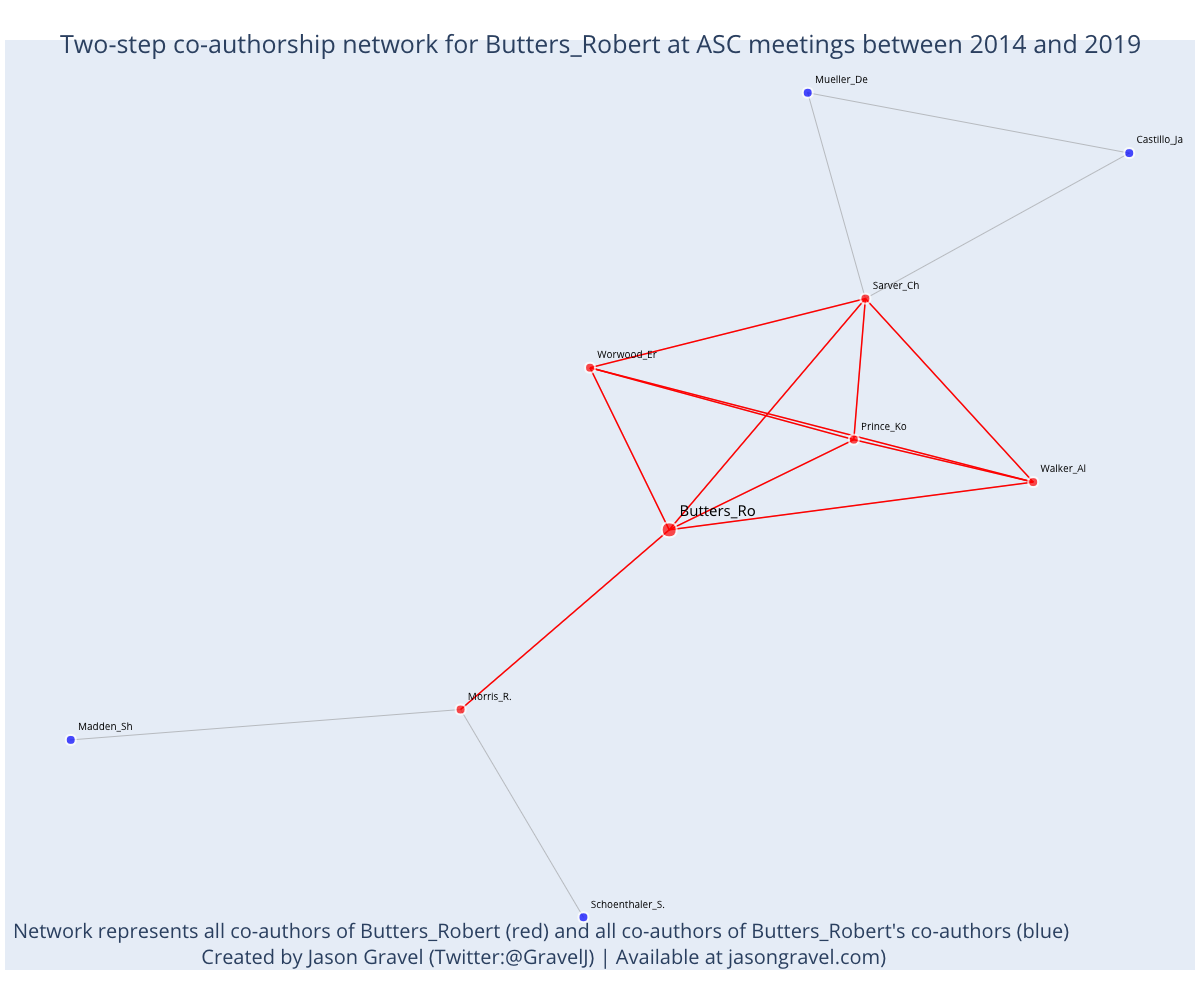 Two-step co-authorship network for Butters_Robert at ASC meetings between 2014 and 2019
Mueller_De
Castillo_Ja
Sarver_Ch
Worwood_Er
Prince_Ko
Walker_Al
Butters_Ro
Morris_R.
Madden_Sh
Schoenthaler_S.
Network represents all co-authors of Butters_Robert (red) and all co-authors of Butters_Robert's co-authors (blue)
Created by Jason Gravel (Twitter:@GravelJ) | Available at jasongravel.com)